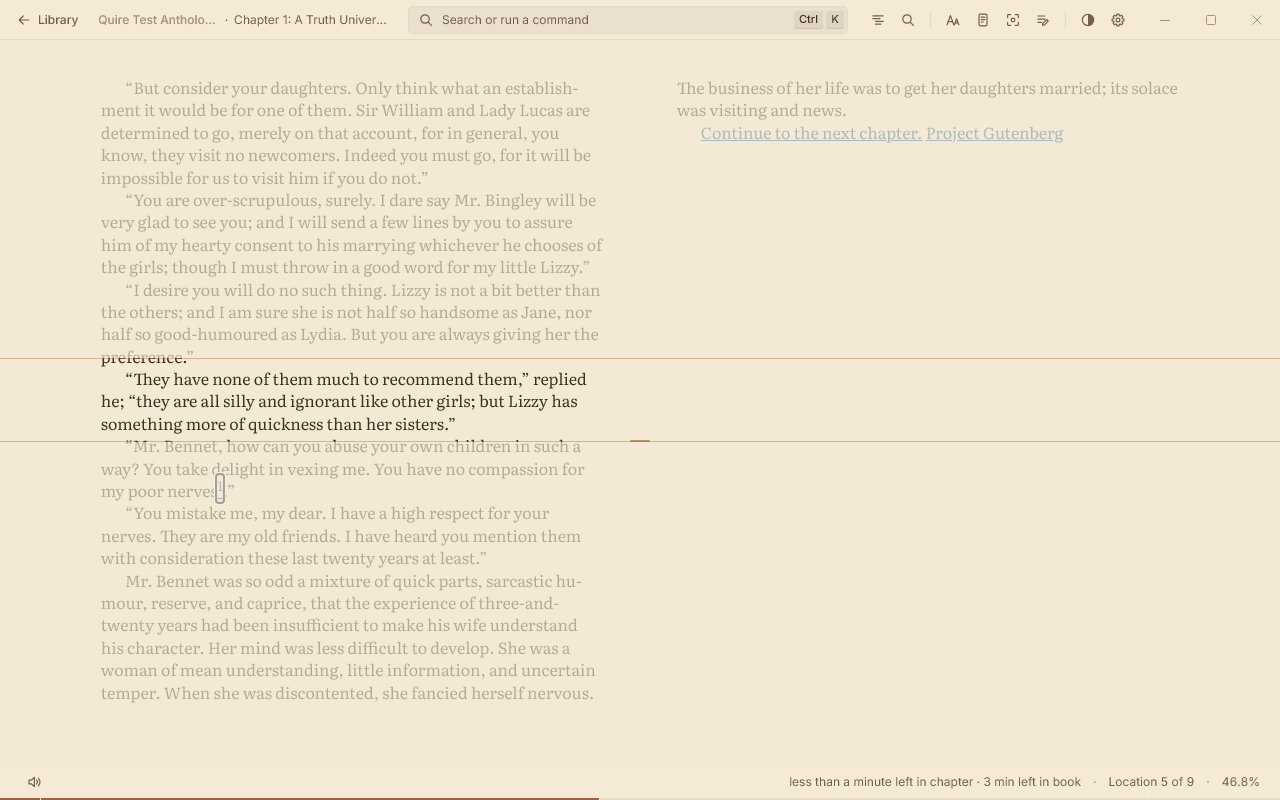 Library
Quire Test Antholo... · Chapter 1: A Truth Univer...
Search or run a command
Ctrl K
“But consider your daughters. Only think what an establish-
ment it would be for one of them. Sir William and Lady Lucas are
determined to go, merely on that account, for in general, you
know, they visit no newcomers. Indeed you must go, for it will be
impossible for us to visit him if you do not.”
“You are over-scrupulous, surely. I dare say Mr. Bingley will be
very glad to see you; and I will send a few lines by you to assure
him of my hearty consent to his marrying whichever he chooses of
the girls; though I must throw in a good word for my little Lizzy.”
“I desire you will do no such thing. Lizzy is not a bit better than
the others; and I am sure she is not half so handsome as Jane, nor
half so good-humoured as Lydia. But you are always giving her the
preference.”
“They have none of them much to recommend them,” replied
he; “they are all silly and ignorant like other girls; but Lizzy has
something more of quickness than her sisters.”
“Mr. Bennet, how can you abuse your own children in such a
way? You take delight in vexing me. You have no compassion for
my poor nerves1.”
“You mistake me, my dear. I have a high respect for your
nerves. They are my old friends. I have heard you mention them
with consideration these last twenty years at least.”
Mr. Bennet was so odd a mixture of quick parts, sarcastic hu-
mour, reserve, and caprice, that the experience of three-and-
twenty years had been insufficient to make his wife understand
his character. Her mind was less difficult to develop. She was a
woman of mean understanding, little information, and uncertain
temper. When she was discontented, she fancied herself nervous.
The business of her life was to get her daughters married; its solace
was visiting and news.
Continue to the next chapter. Project Gutenberg
less than a minute left in chapter · 3 min left in book · Location 5 of 9 · 46.8%